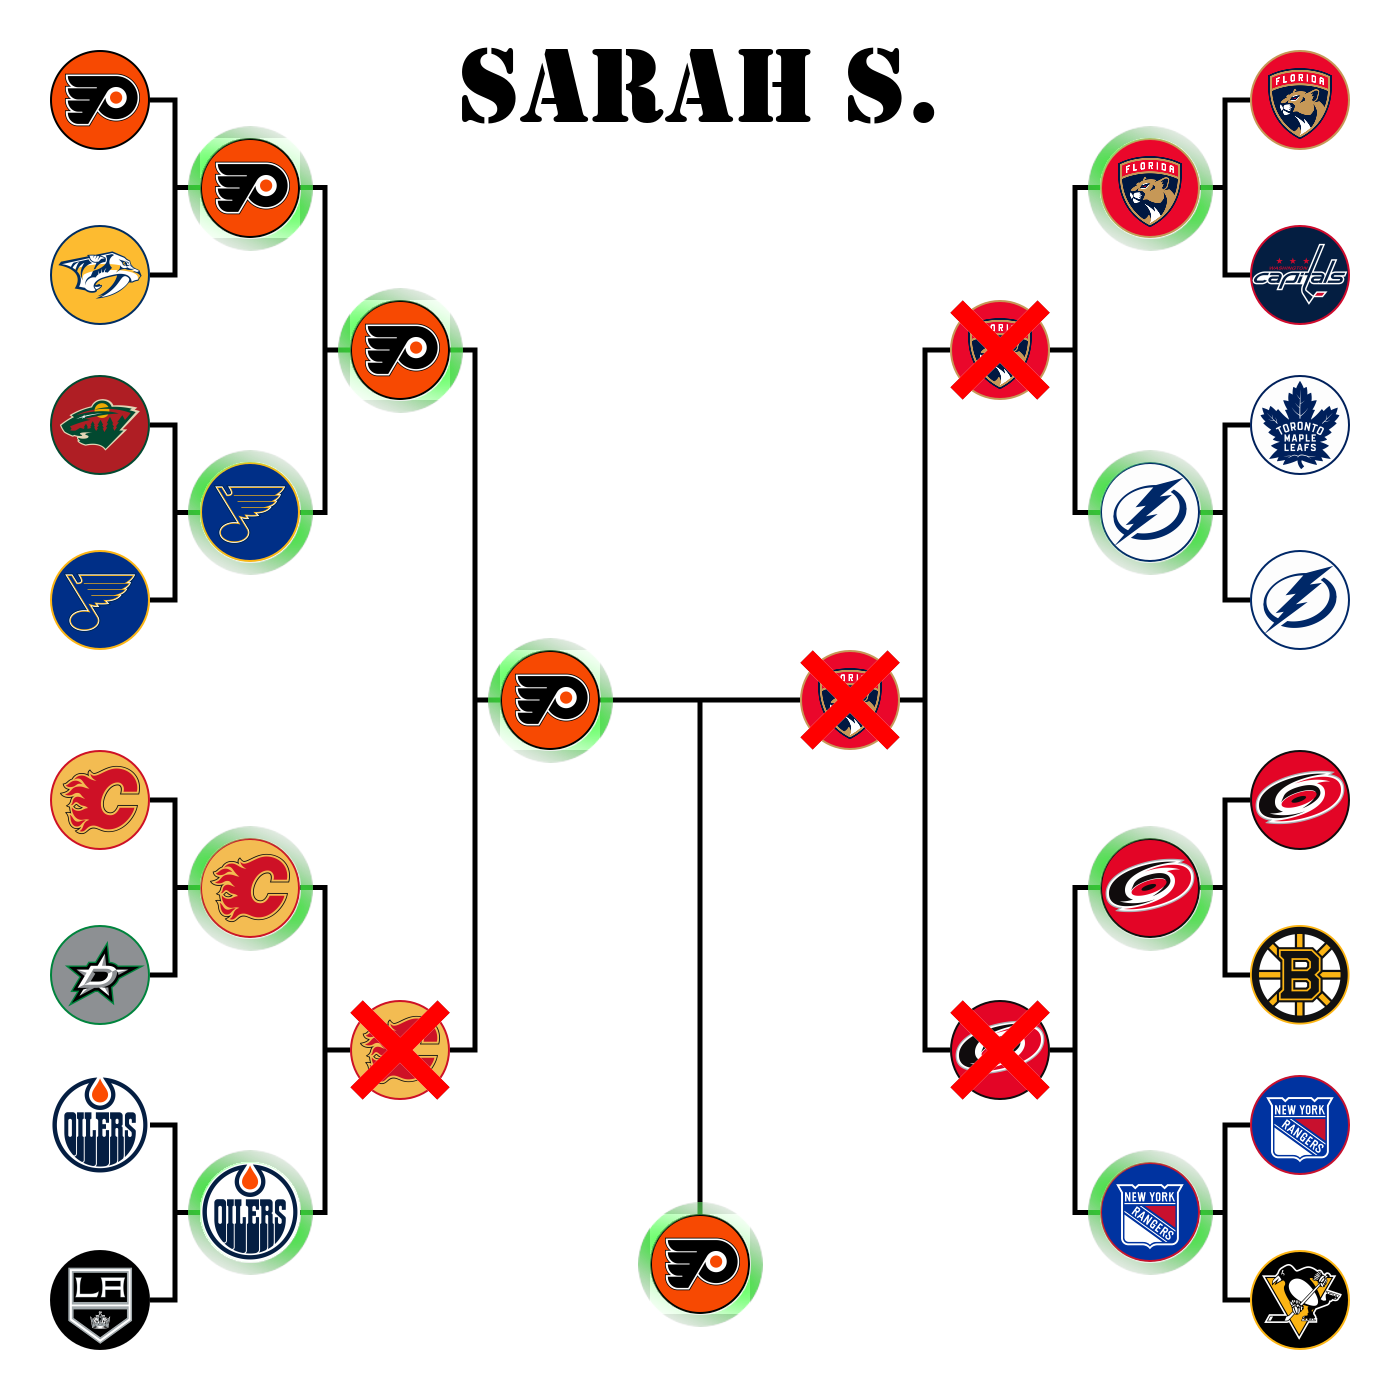 SARAH S.
FLORIDA
FLORIDA
capitals
TORONTO
MAPLE
LEAFS
OILERS
OILERS
LA
NEW YORK
RANGERS
NEW YORK
RANGERS